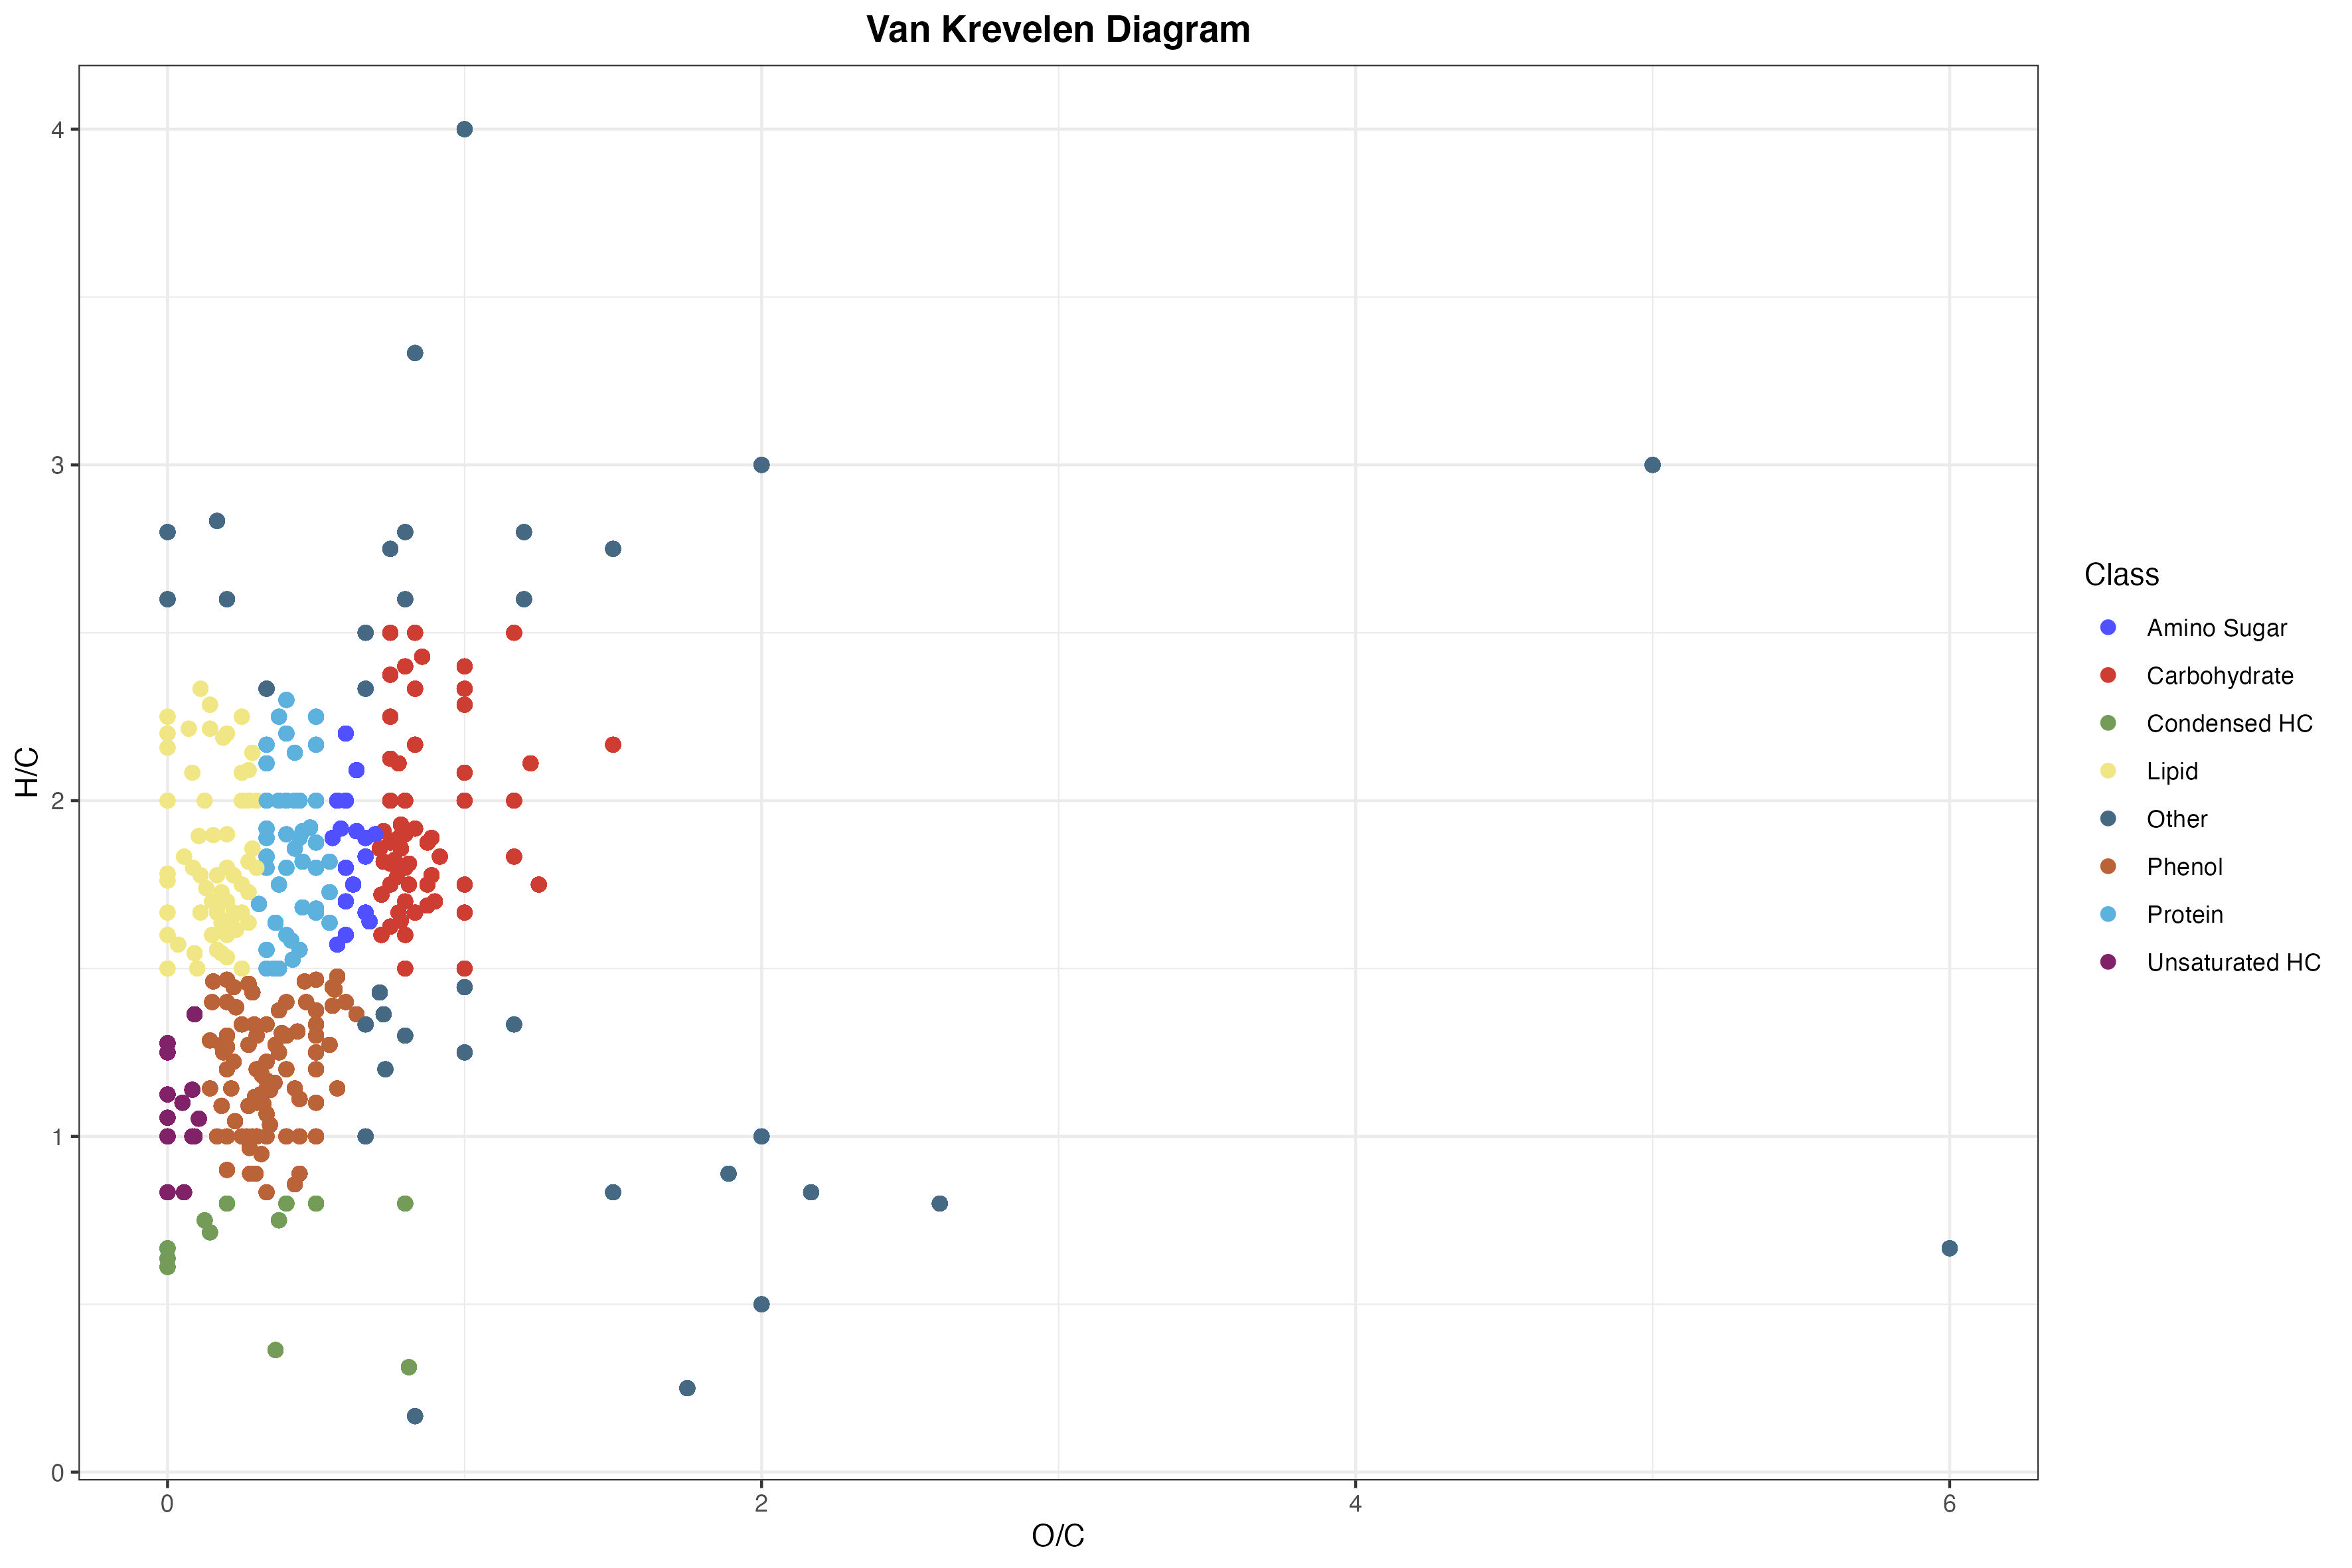 Van Krevelen Diagram
4
3
2
1
0
H/C
0 2 4 6
O/C
Class
Amino Sugar
Carbohydrate
Condensed HC
Lipid
Other
Phenol
Protein
Unsaturated HC